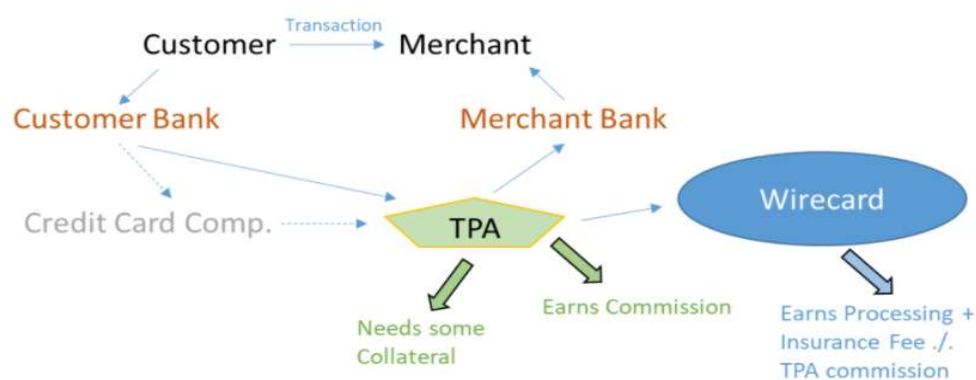 Transaction
Customer
Merchant
Customer Bank
Merchant Bank
Wirecard
Credit Card Comp.
TPA
Earns Commission
Needs some
Collateral
Earns Processing +
Insurance Fee ./.
TPA commission